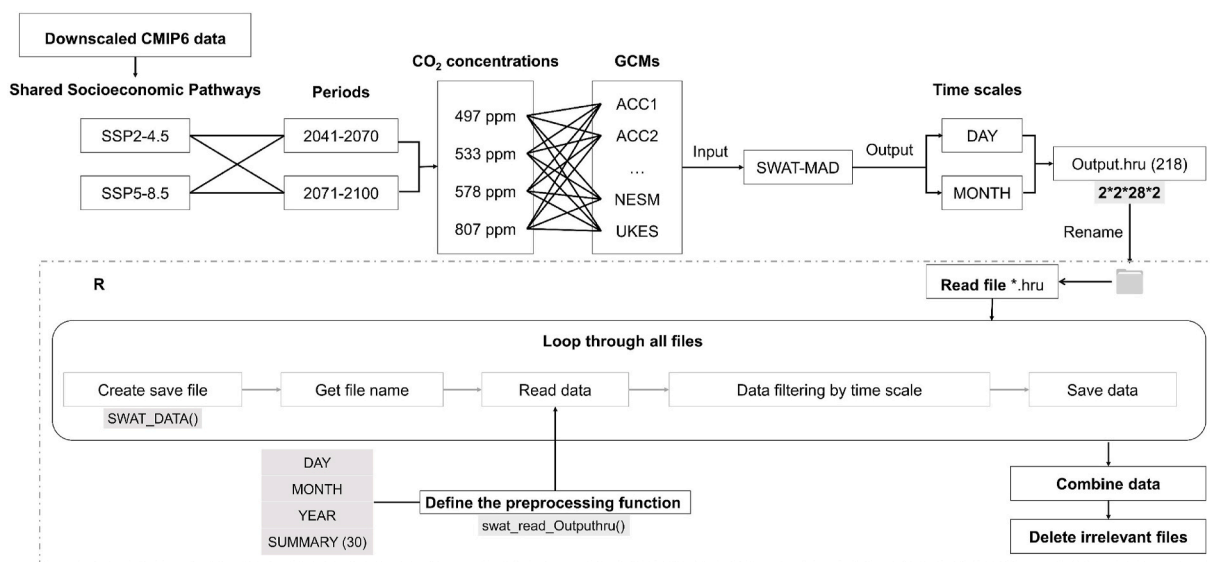 Downscaled CMIP6 data
Shared Socioeconomic Pathways
SSP2-4.5
SSP5-8.5
Periods
2041-2070
2071-2100
CO₂ concentrations
497 ppm
533 ppm
578 ppm
807 ppm
GCMs
ACC1
ACC2
...
NESM
UKES
Input
SWAT-MAD
Output
Time scales
DAY
MONTH
Output.hru (218)
2*2*28*2
Rename
R
Read file *.hru
Loop through all files
Create save file
SWAT_DATA()
Get file name
Read data
Data filtering by time scale
Save data
DAY
MONTH
YEAR
SUMMARY (30)
Define the preprocessing function
swat_read_Outputhru()
Combine data
Delete irrelevant files